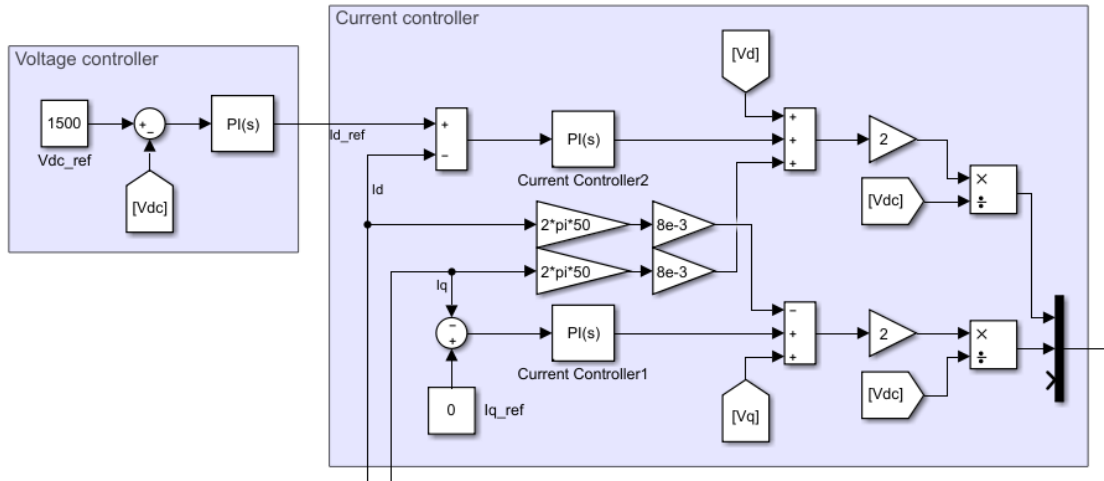 Current controller
Voltage controller
1500
Vdc_ref
+
−
[Vdc]
PI(s)
Id_ref
+
−
Id
PI(s)
Current Controller2
[Vd]
+
+
+
2
[Vdc]
×
÷
2*pi*50
8e-3
2*pi*50
8e-3
Iq
−
+
PI(s)
Current Controller1
0
Iq_ref
−
+
+
[Vq]
2
[Vdc]
×
÷